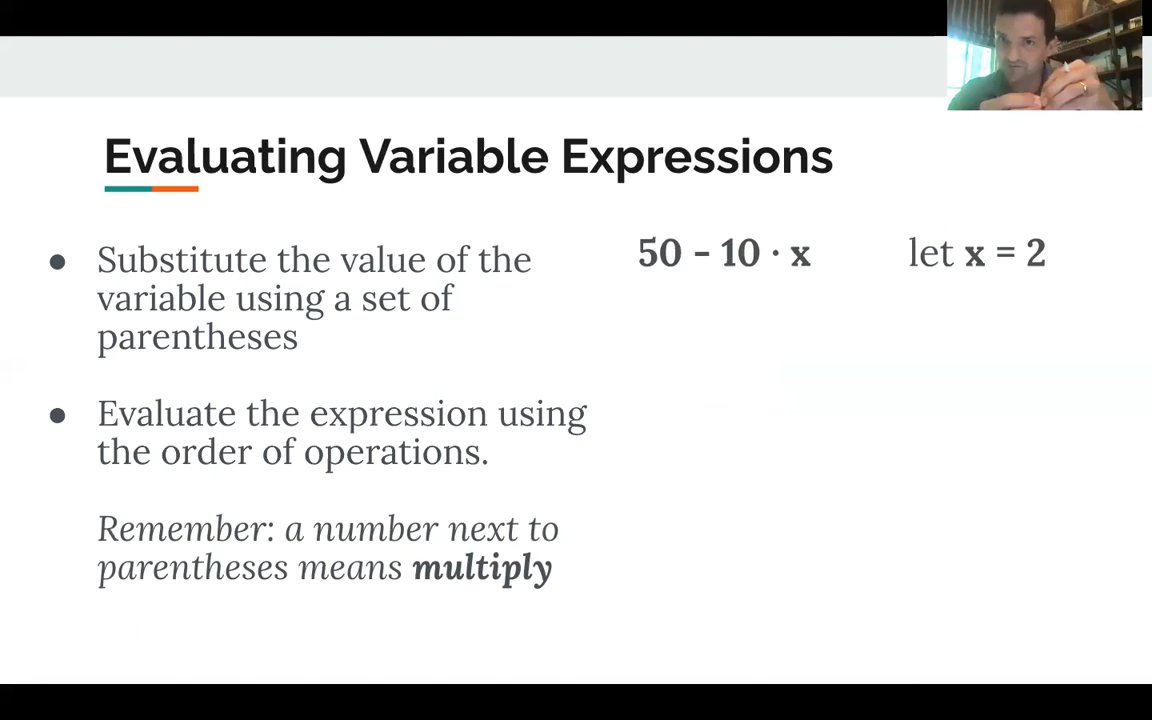 Evaluating Variable Expressions
● Substitute the value of the
variable using a set of
parentheses
● Evaluate the expression using
the order of operations.
Remember: a number next to
parentheses means multiply
50 - 10 · x
let x = 2